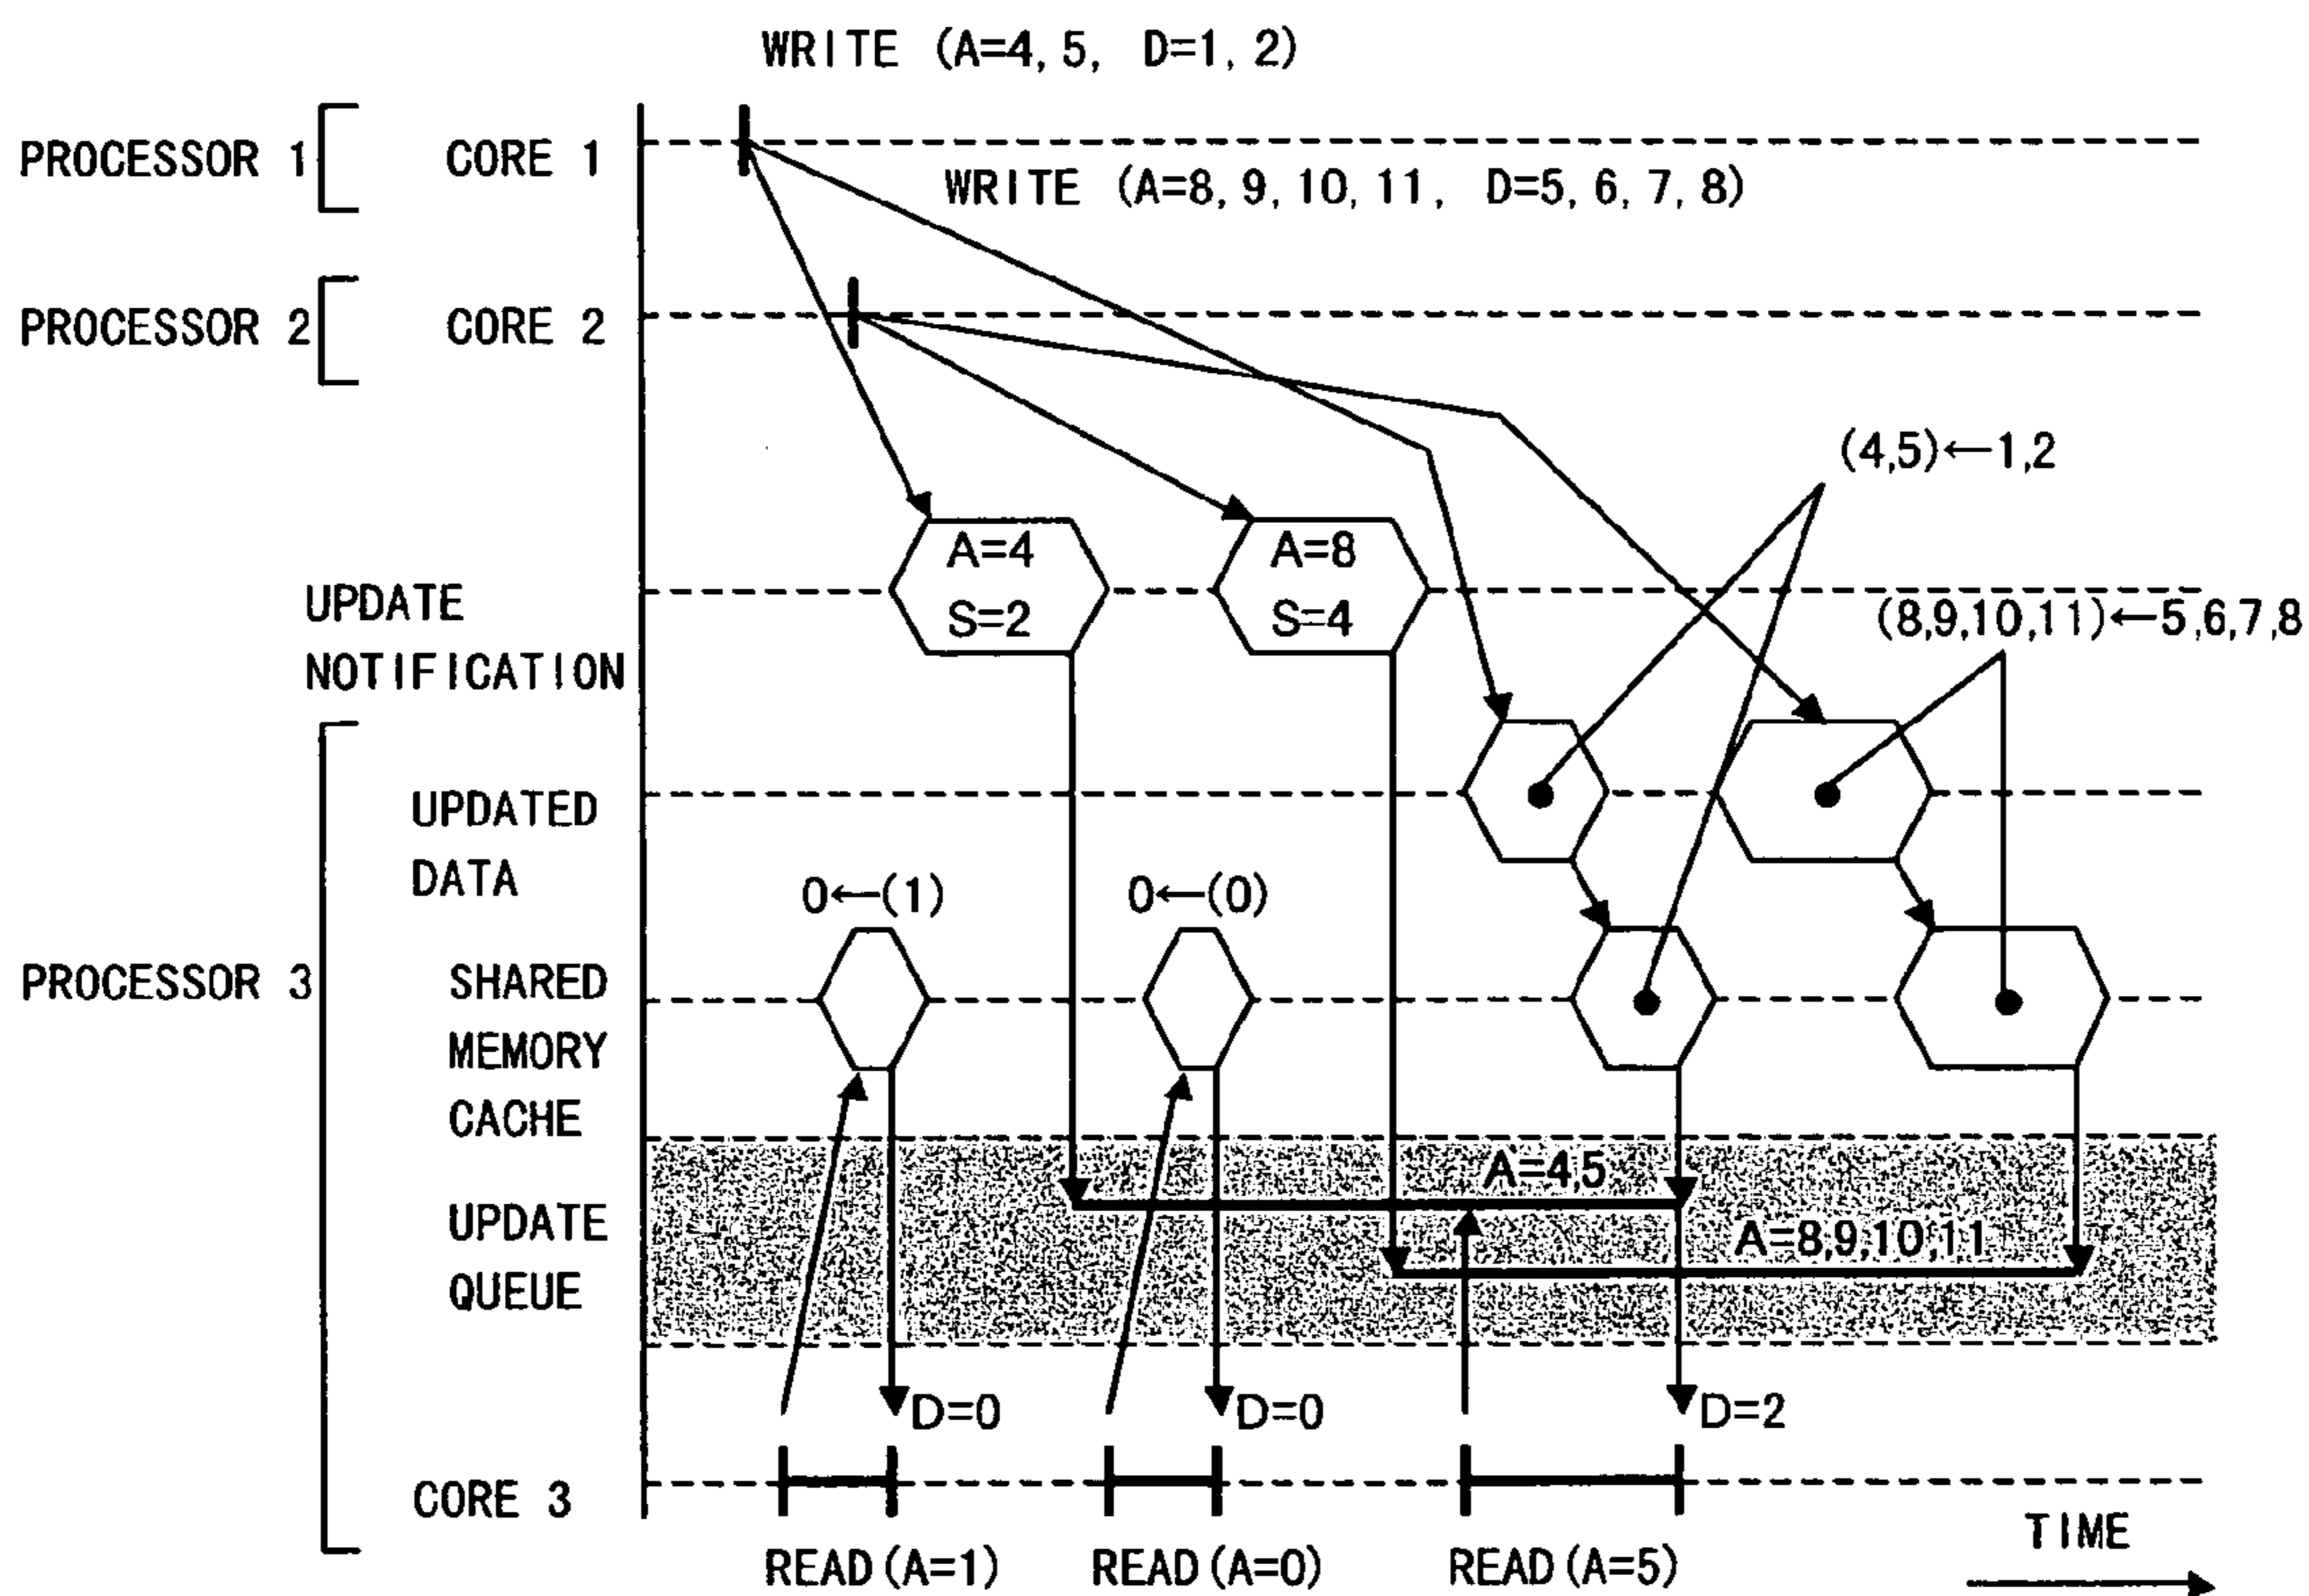 WRITE (A=4, 5, D=1, 2)
PROCESSOR 1
CORE 1
WRITE (A=8, 9, 10, 11, D=5, 6, 7, 8)
PROCESSOR 2
CORE 2
(4,5)←1,2
A=4
S=2
A=8
S=4
UPDATE
NOTIFICATION
(8,9,10,11)←5,6,7,8
UPDATED
DATA
0←(1)
0←(0)
PROCESSOR 3
SHARED
MEMORY
CACHE
A=4,5
UPDATE
QUEUE
A=8,9,10,11
D=0
D=0
D=2
CORE 3
READ(A=1)
READ(A=0)
READ(A=5)
TIME